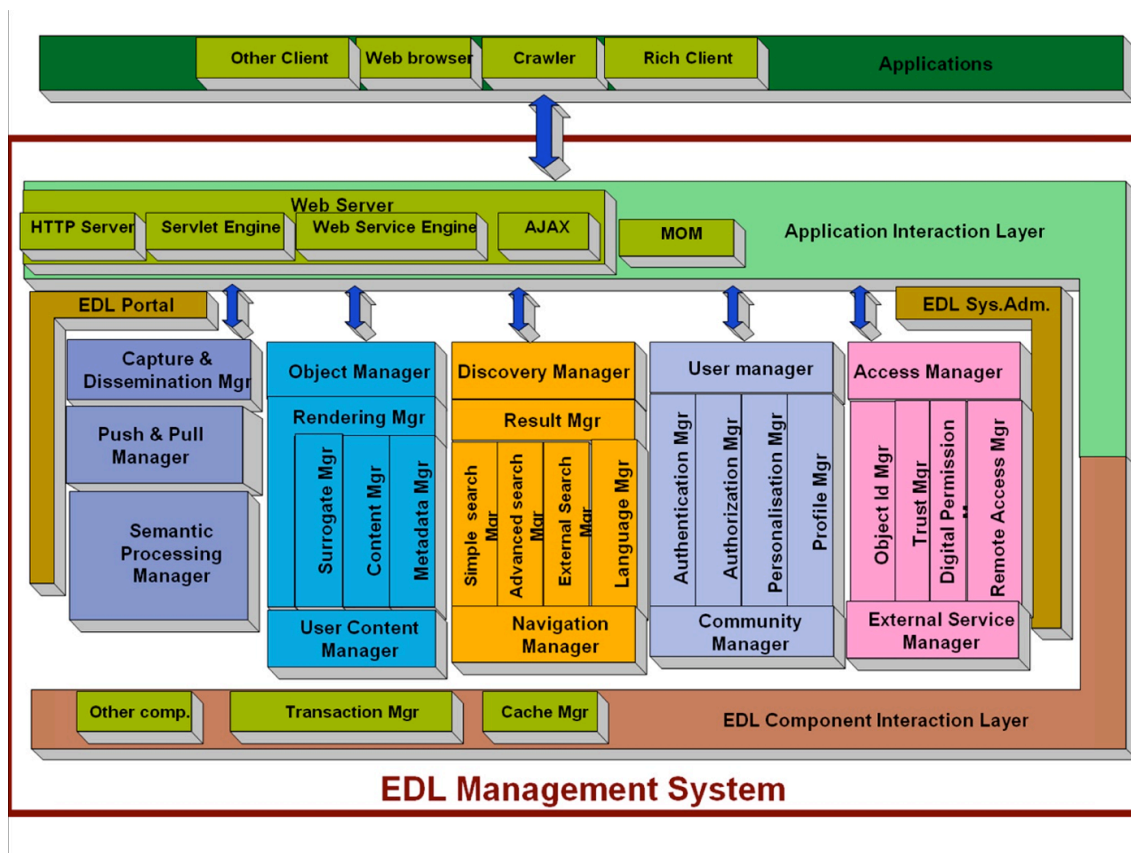 Other Client
Web browser
Crawler
Rich Client
Applications
Web Server
HTTP Server
Servlet Engine
Web Service Engine
AJAX
MOM
Application Interaction Layer
EDL Portal
EDL Sys.Adm.
Capture &
Dissemination Mgr
Push & Pull
Manager
Semantic
Processing
Manager
Object Manager
Rendering Mgr
Surrogate Mgr
Content Mgr
Metadata Mgr
User Content
Manager
Discovery Manager
Result Mgr
Simple search
Mgr
Advanced search
Mgr
External Search
Mgr
Language Mgr
Navigation
Manager
User manager
Authentication Mgr
Authorization Mgr
Personalisation Mgr
Profile Mgr
Community
Manager
Access Manager
Object Id Mgr
Trust Mgr
Digital Permission
Remote Access Mgr
External Service
Manager
Other comp.
Transaction Mgr
Cache Mgr
EDL Component Interaction Layer
EDL Management System